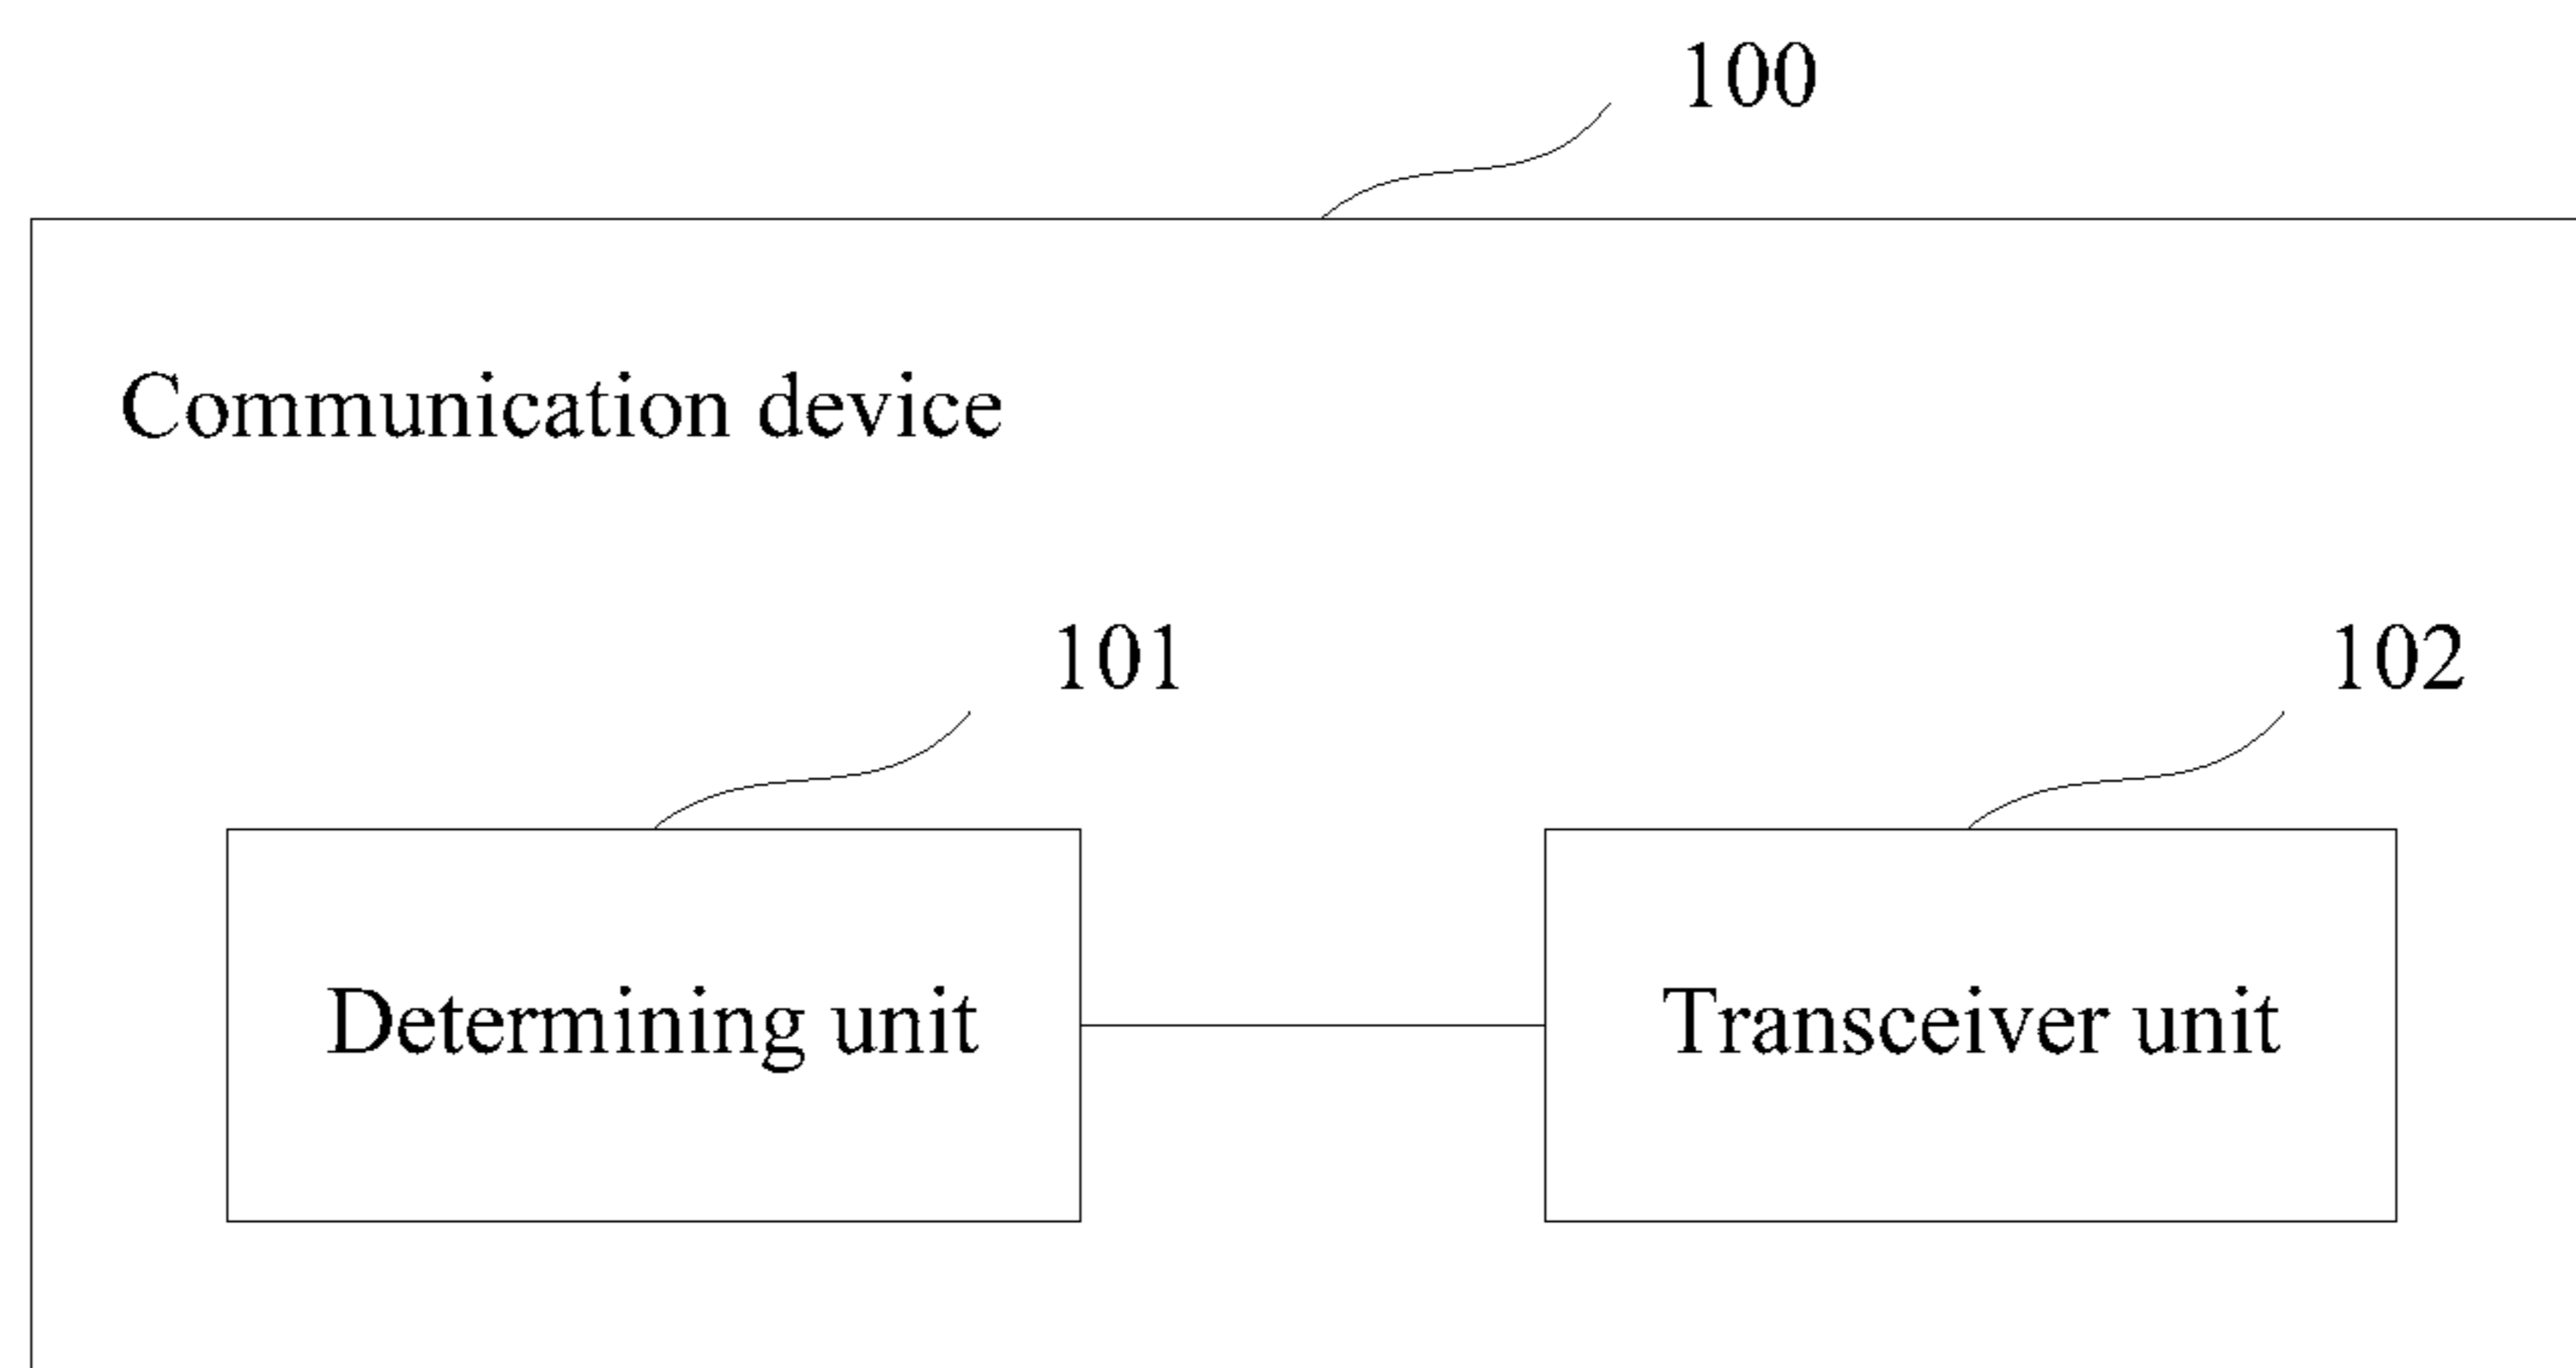 100
Communication device
101
102
Determining unit
Transceiver unit